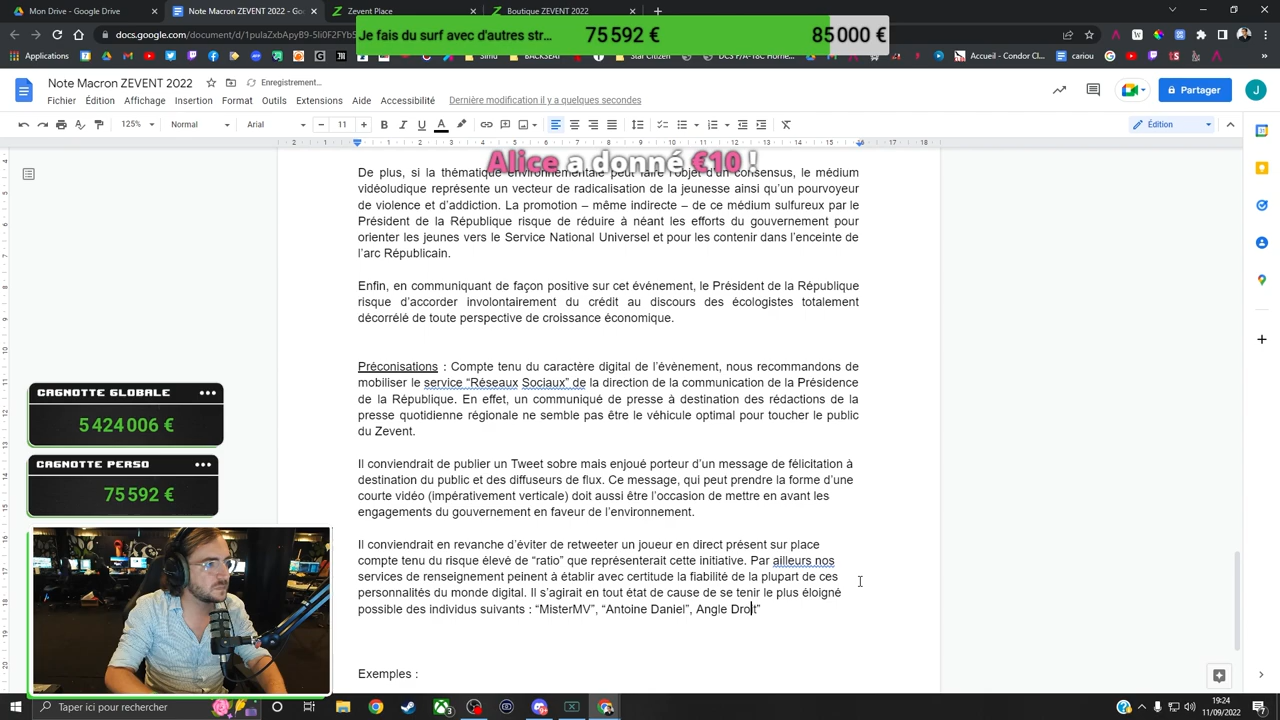 Mon Drive - Google Drive
Boutique ZEVENT 2022
Je fais du surf avec d'autres str... 75 592 € 85 000 €
Applications
Simu
BACKSTAGE
Star Citizen
DCS F/A-18C Horne...
Accueil - Condor Cl...
Note Macron ZEVENT 2022 Enregistrement...
Fichier Édition Affichage Insertion Format Outils Extensions Aide Accessibilité Dernière modification il y a quelques secondes
Partager
J
125% Normal Arial 11 Édition
Alice a donné €10 !
De plus, si la thématique environnementale peut faire l'objet d'un consensus, le médium
vidéoludique représente un vecteur de radicalisation de la jeunesse ainsi qu'un pourvoyeur
de violence et d'addiction. La promotion – même indirecte – de ce médium sulfureux par le
Président de la République risque de réduire à néant les efforts du gouvernement pour
orienter les jeunes vers le Service National Universel et pour les contenir dans l'enceinte de
l'arc Républicain.
Enfin, en communiquant de façon positive sur cet événement, le Président de la République
risque d'accorder involontairement du crédit au discours des écologistes totalement
décorrélé de toute perspective de croissance économique.
Préconisations : Compte tenu du caractère digital de l'évènement, nous recommandons de
mobiliser le service “Réseaux Sociaux” de la direction de la communication de la Présidence
de la République. En effet, un communiqué de presse à destination des rédactions de la
presse quotidienne régionale ne semble pas être le véhicule optimal pour toucher le public
du Zevent.
Il conviendrait de publier un Tweet sobre mais enjoué porteur d'un message de félicitation à
destination du public et des diffuseurs de flux. Ce message, qui peut prendre la forme d'une
courte vidéo (impérativement verticale) doit aussi être l'occasion de mettre en avant les
engagements du gouvernement en faveur de l'environnement.
Il conviendrait en revanche d'éviter de retweeter un joueur en direct présent sur place
compte tenu du risque élevé de “ratio” que représenterait cette initiative. Par ailleurs nos
services de renseignement peinent à établir avec certitude la fiabilité de la plupart de ces
personnalités du monde digital. Il s'agirait en tout état de cause de se tenir le plus éloigné
possible des individus suivants : “MisterMV”, “Antoine Daniel”, Angle Droit”
Exemples :
CAGNOTTE GLOBALE
5 424 006 €
CAGNOTTE PERSO
75 592 €
Taper ici pour rechercher
19:24
11/09/2022